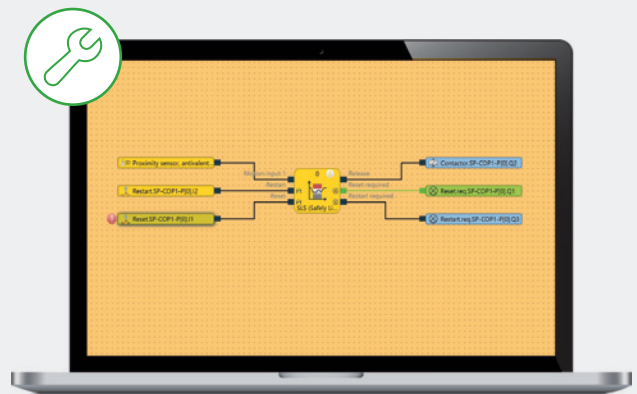 Proximity sensor, antivalent...
Restart.SP-COP1-P[0].I2
Reset.SP-COP1-P[0].I1
Motion input 1
Restart
Reset
0
SLS (Safely Li...
Release
Reset required
Restart required
Contactor.SP-COP1-P[0].Q2
Reset.req.SP-COP1-P[0].Q1
Restart.req.SP-COP1-P[0].Q3